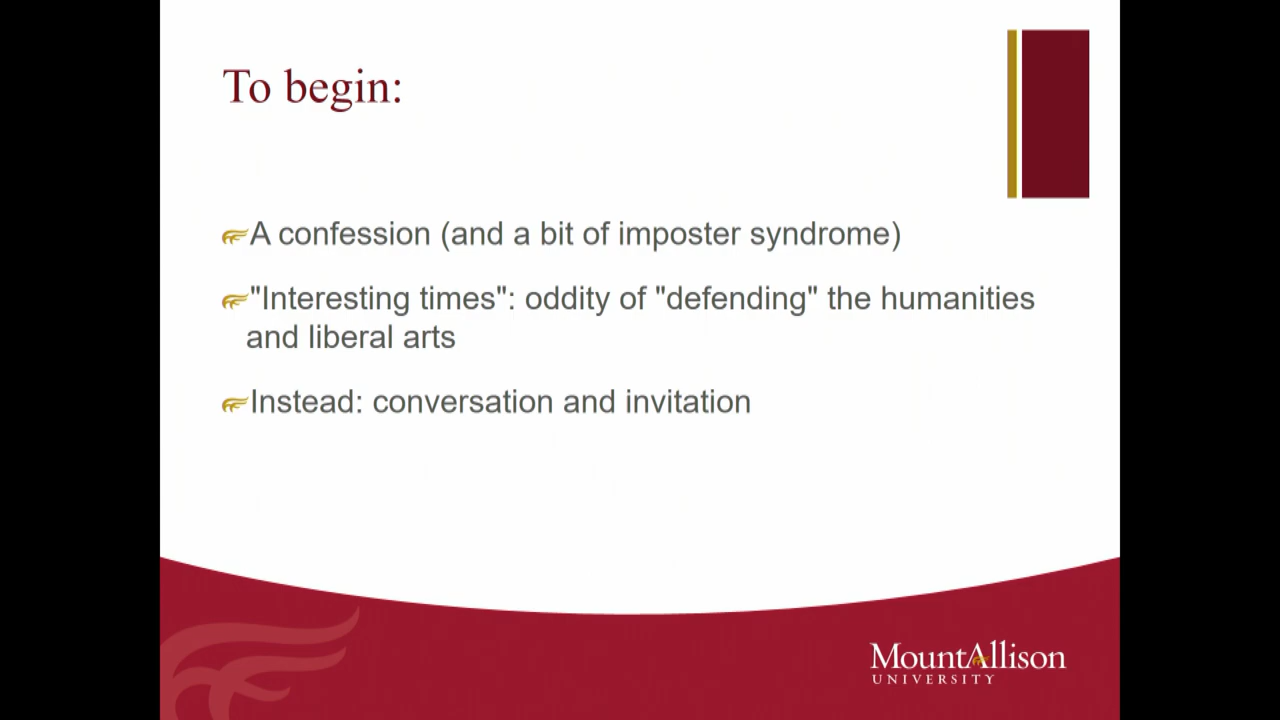 To begin:
A confession (and a bit of imposter syndrome)
"Interesting times": oddity of "defending" the humanities
and liberal arts
Instead: conversation and invitation
MountAllison
UNIVERSITY